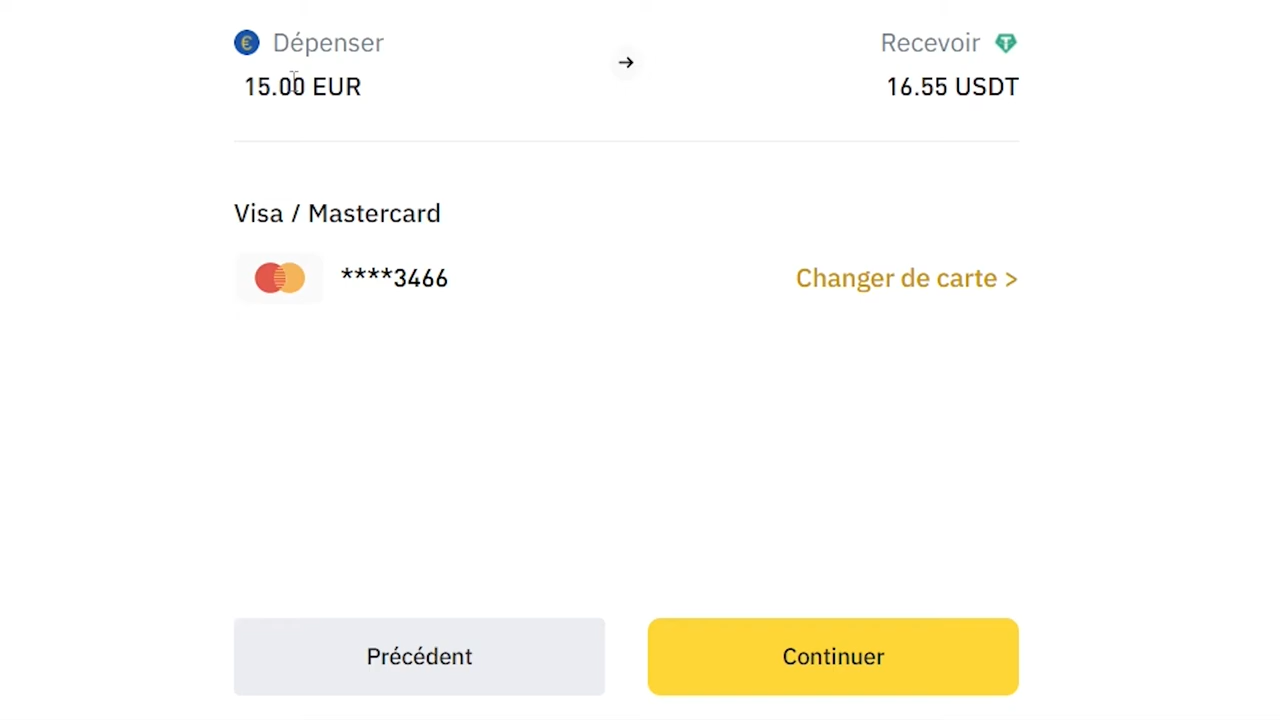 Dépenser
Recevoir
15.00 EUR
→
16.55 USDT
Visa / Mastercard
****3466
Changer de carte >
Précédent
Continuer